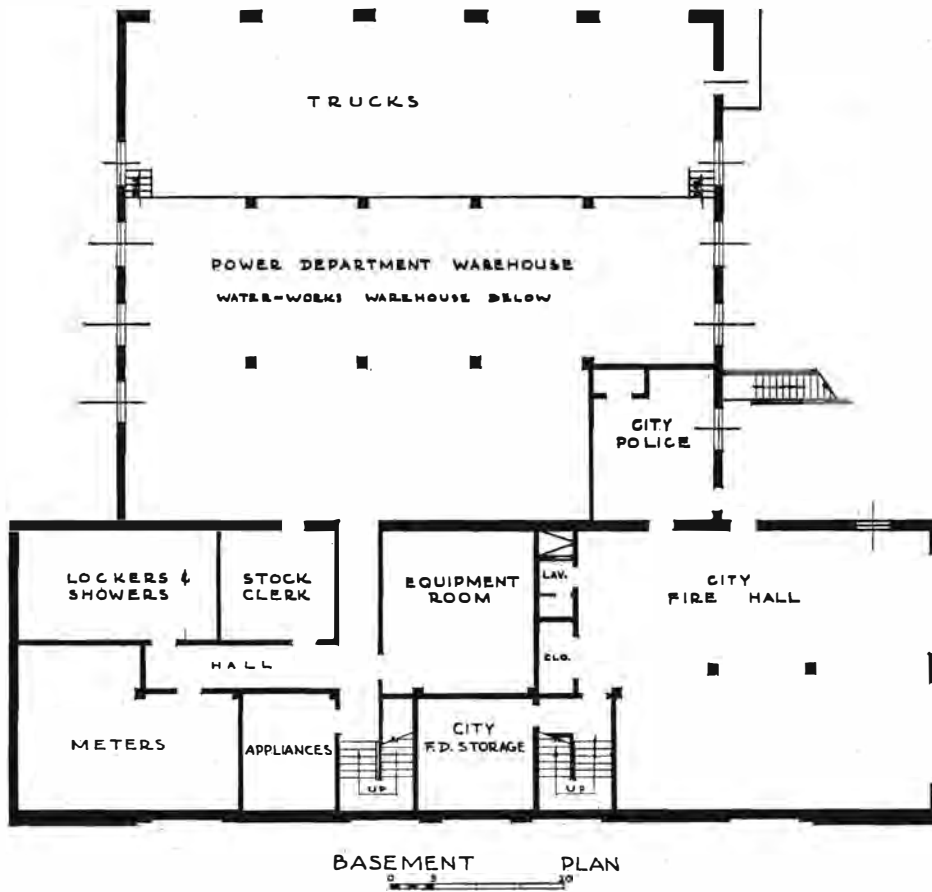 TRUCKS
POWER DEPARTMENT WAREHOUSE
WATER-WORKS WAREHOUSE BELOW
CITY
POLICE
LOCKERS &
SHOWERS
STOCK
CLERK
EQUIPMENT
ROOM
LAV.
CITY
FIRE HALL
HALL
CLO.
METERS
APPLIANCES
CITY
F.D. STORAGE
UP
UP
BASEMENT PLAN
0 5 20